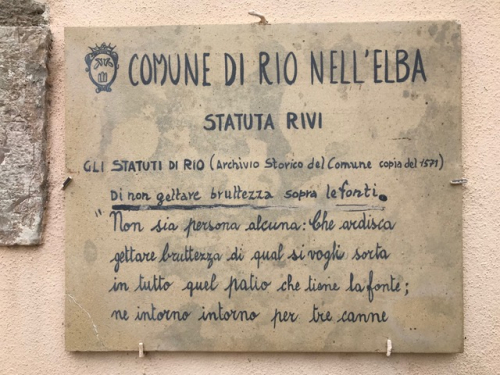 COMUNE DI RIO NELL'ELBA
STATUTA RIVI
GLI STATUTI DI RIO (Archivio Storico del Comune copia del 1571)
Di non gettare bruttezza sopra le fonti.
"Non sia persona alcuna: Che ardisca
gettare bruttezza di qual si vogli sorta
in tutto quel patio che tiene la fonte;
ne intorno intorno per tre canne